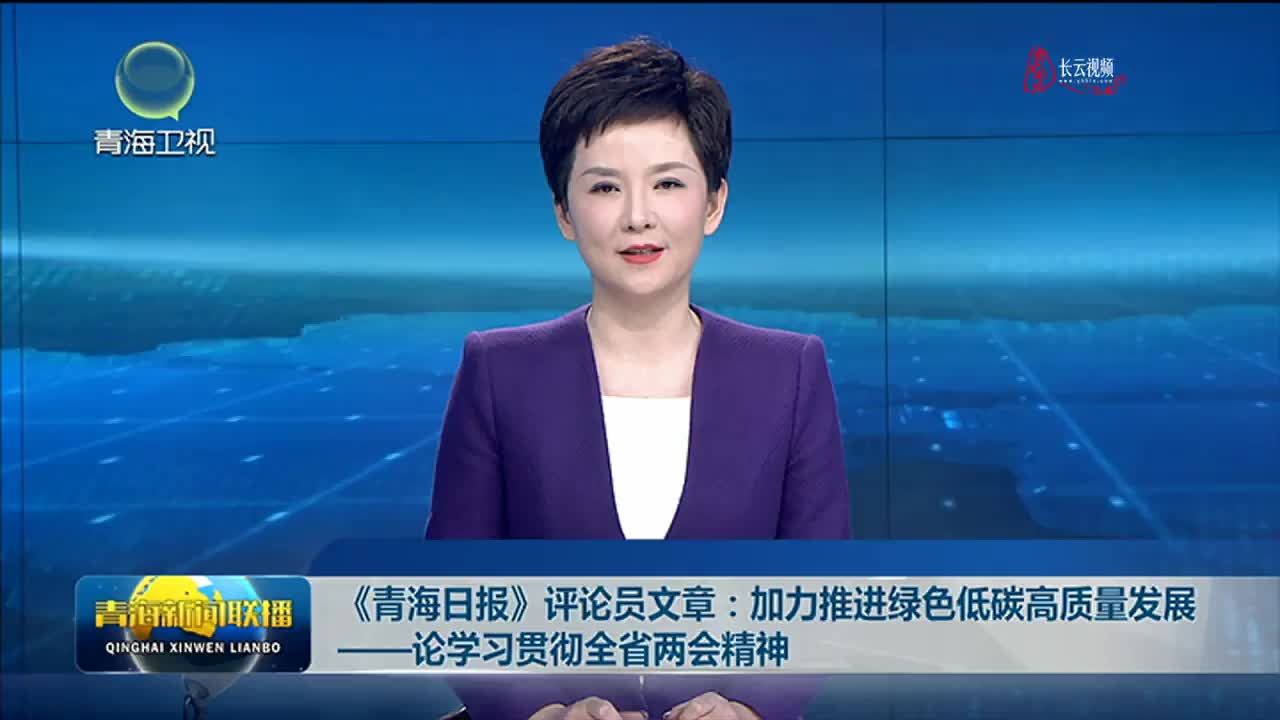 青海卫视
长云视频
青海新闻联播
QINGHAI XINWEN LIANBO
《青海日报》评论员文章：加力推进绿色低碳高质量发展
——论学习贯彻全省两会精神